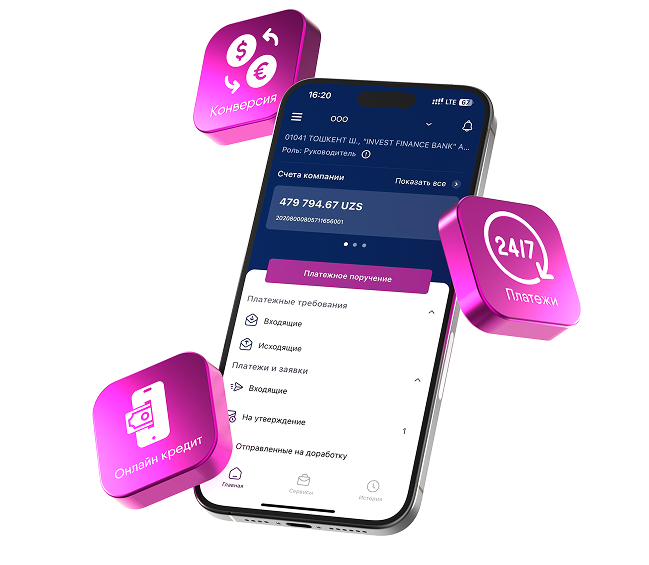 $
€
Конверсия
16:20
LTE 62
ООО
01041 ТОШКЕНТ Ш., "INVEST FINANCE BANK" А...
Роль: Руководитель
Счета компании
Показать все
479 794.67 UZS
20208000805711656001
24/7
Платежи
Платежное поручение
Платежные требования
Входящие
Исходящие
Платежи и заявки
Входящие
На утверждение
1
Отправленные на доработку
Онлайн кредит
Главная
Сервисы
История